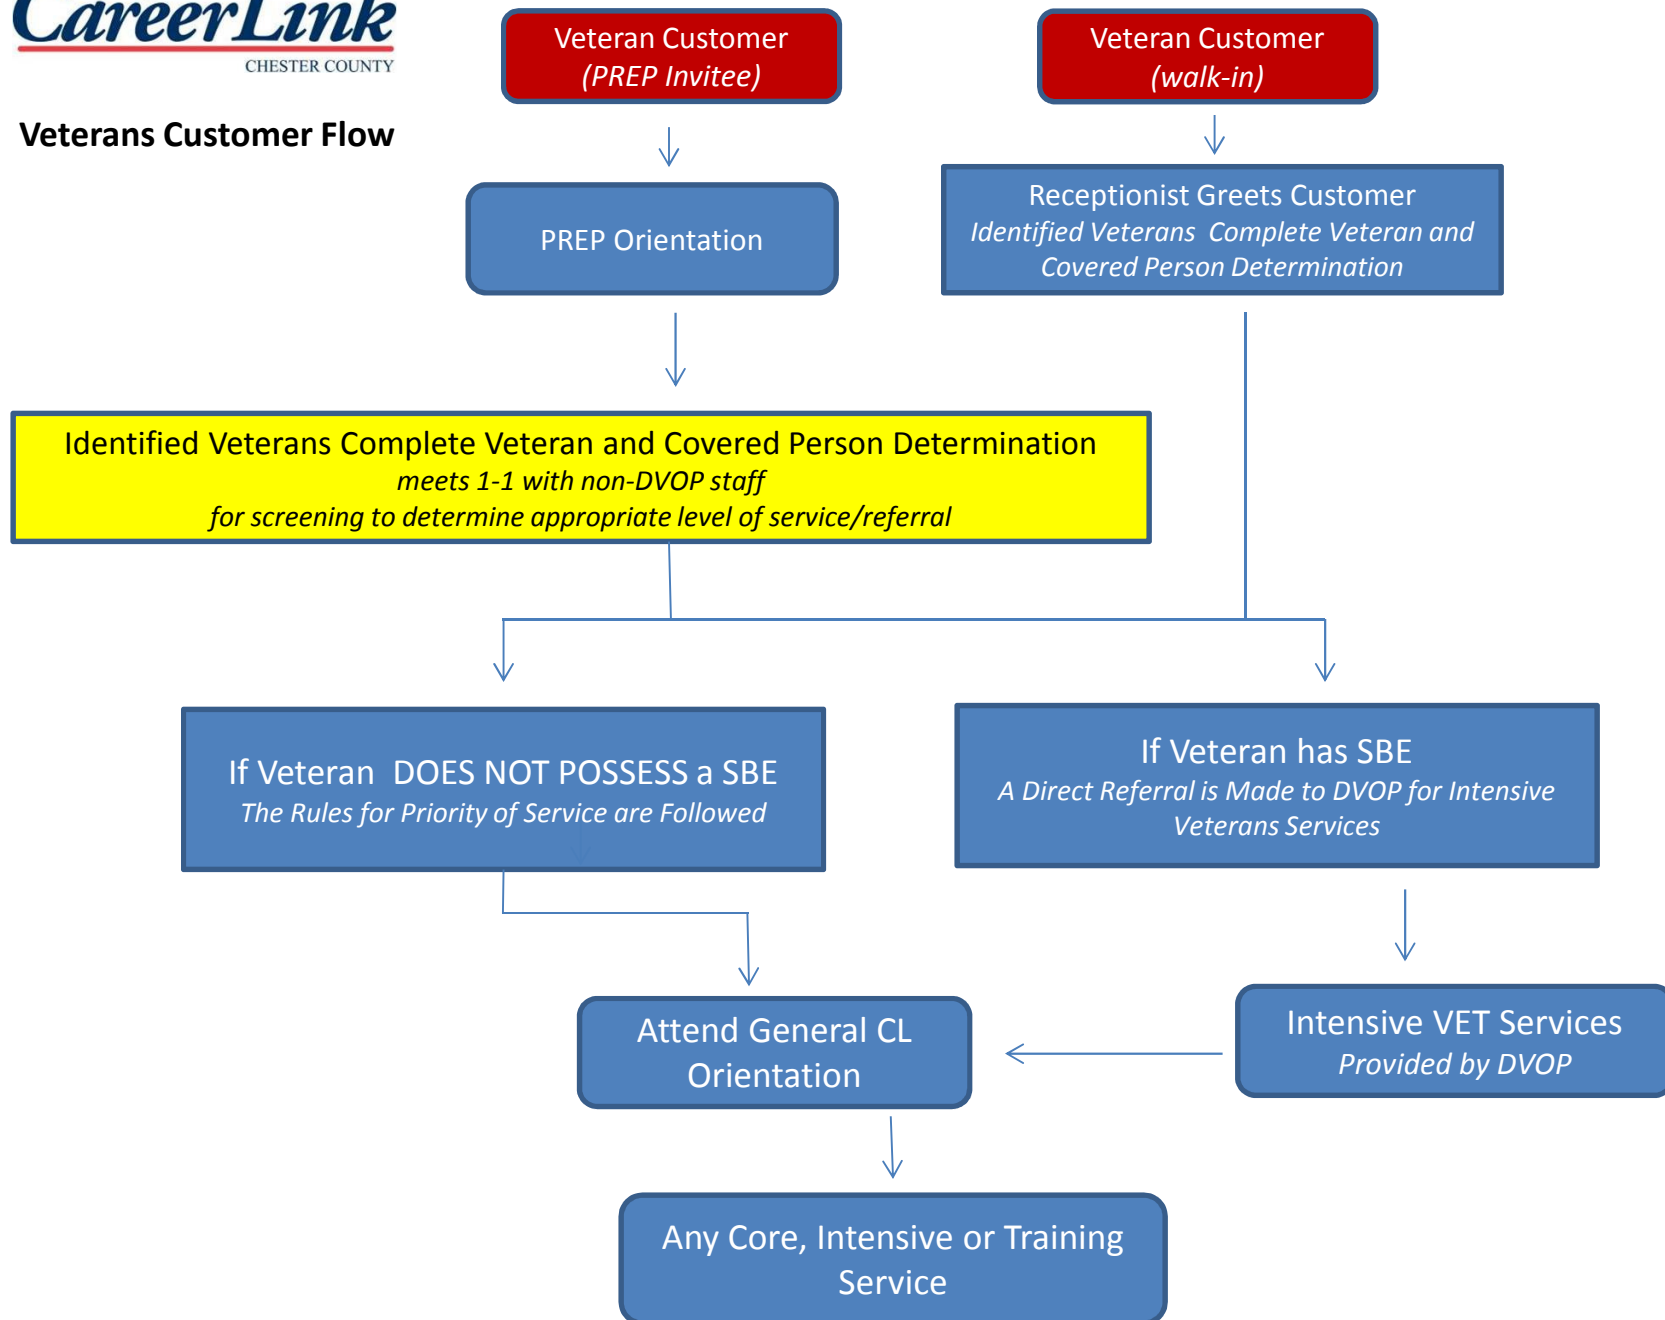 CareerLink
CHESTER COUNTY
Veterans Customer Flow
Veteran Customer
(PREP Invitee)
Veteran Customer
(walk-in)
PREP Orientation
Receptionist Greets Customer
Identified Veterans Complete Veteran and
Covered Person Determination
Identified Veterans Complete Veteran and Covered Person Determination
meets 1-1 with non-DVOP staff
for screening to determine appropriate level of service/referral
If Veteran DOES NOT POSSESS a SBE
The Rules for Priority of Service are Followed
If Veteran has SBE
A Direct Referral is Made to DVOP for Intensive
Veterans Services
Attend General CL
Orientation
Intensive VET Services
Provided by DVOP
Any Core, Intensive or Training
Service